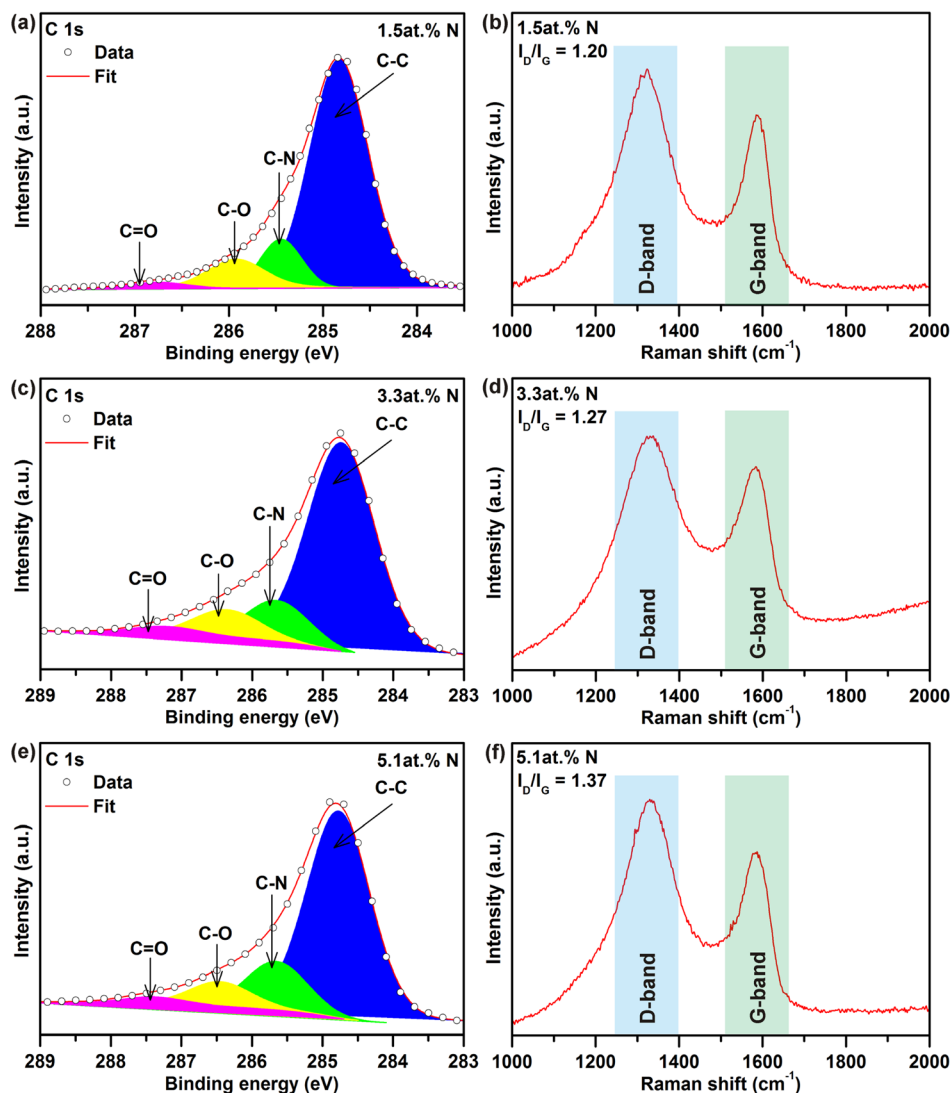 (a)
C 1s
1.5at.% N
Data
Fit
C-C
C-N
C-O
C=O
Intensity (a.u.)
288 287 286 285 284
Binding energy (eV)
(b)
1.5at.% N
I_D/I_G = 1.20
D-band
G-band
Intensity (a.u.)
1000 1200 1400 1600 1800 2000
Raman shift (cm⁻¹)
(c)
C 1s
3.3at.% N
Data
Fit
C-C
C-N
C-O
C=O
Intensity (a.u.)
289 288 287 286 285 284 283
Binding energy (eV)
(d)
3.3at.% N
I_D/I_G = 1.27
D-band
G-band
Intensity (a.u.)
1000 1200 1400 1600 1800 2000
Raman shift (cm⁻¹)
(e)
C 1s
5.1at.% N
Data
Fit
C-C
C-N
C-O
C=O
Intensity (a.u.)
289 288 287 286 285 284 283
Binding energy (eV)
(f)
5.1at.% N
I_D/I_G = 1.37
D-band
G-band
Intensity (a.u.)
1000 1200 1400 1600 1800 2000
Raman shift (cm⁻¹)